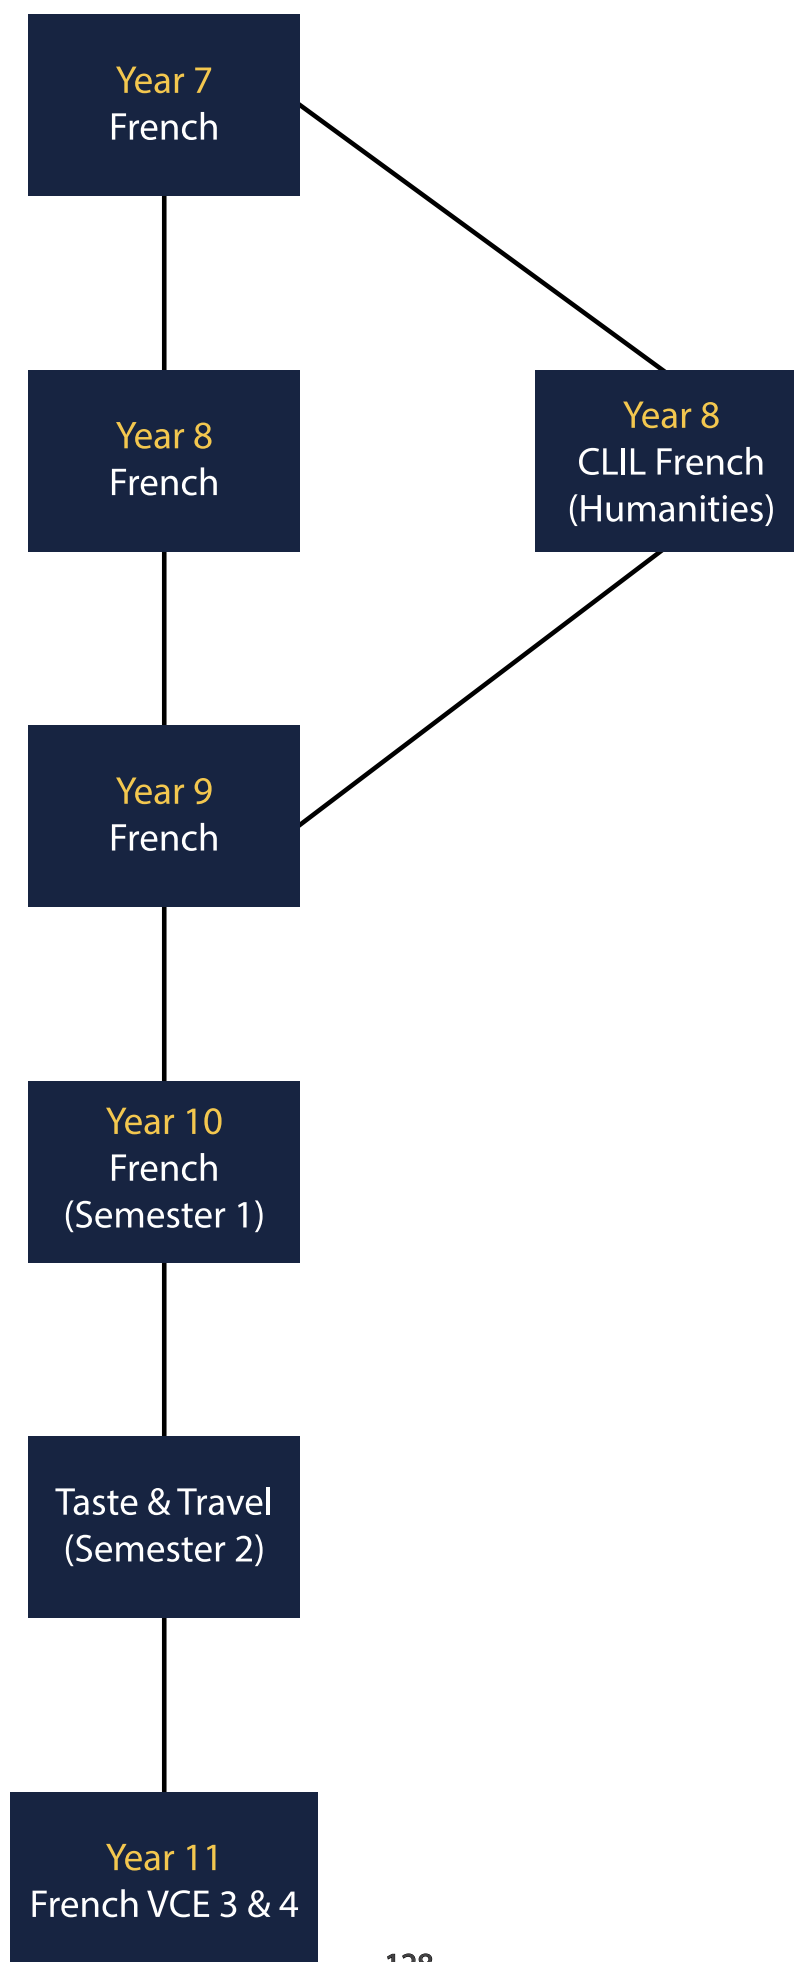 Year 7
French
Year 8
French
Year 8
CLIL French
(Humanities)
Year 9
French
Year 10
French
(Semester 1)
Taste & Travel
(Semester 2)
Year 11
French VCE 3 & 4
128